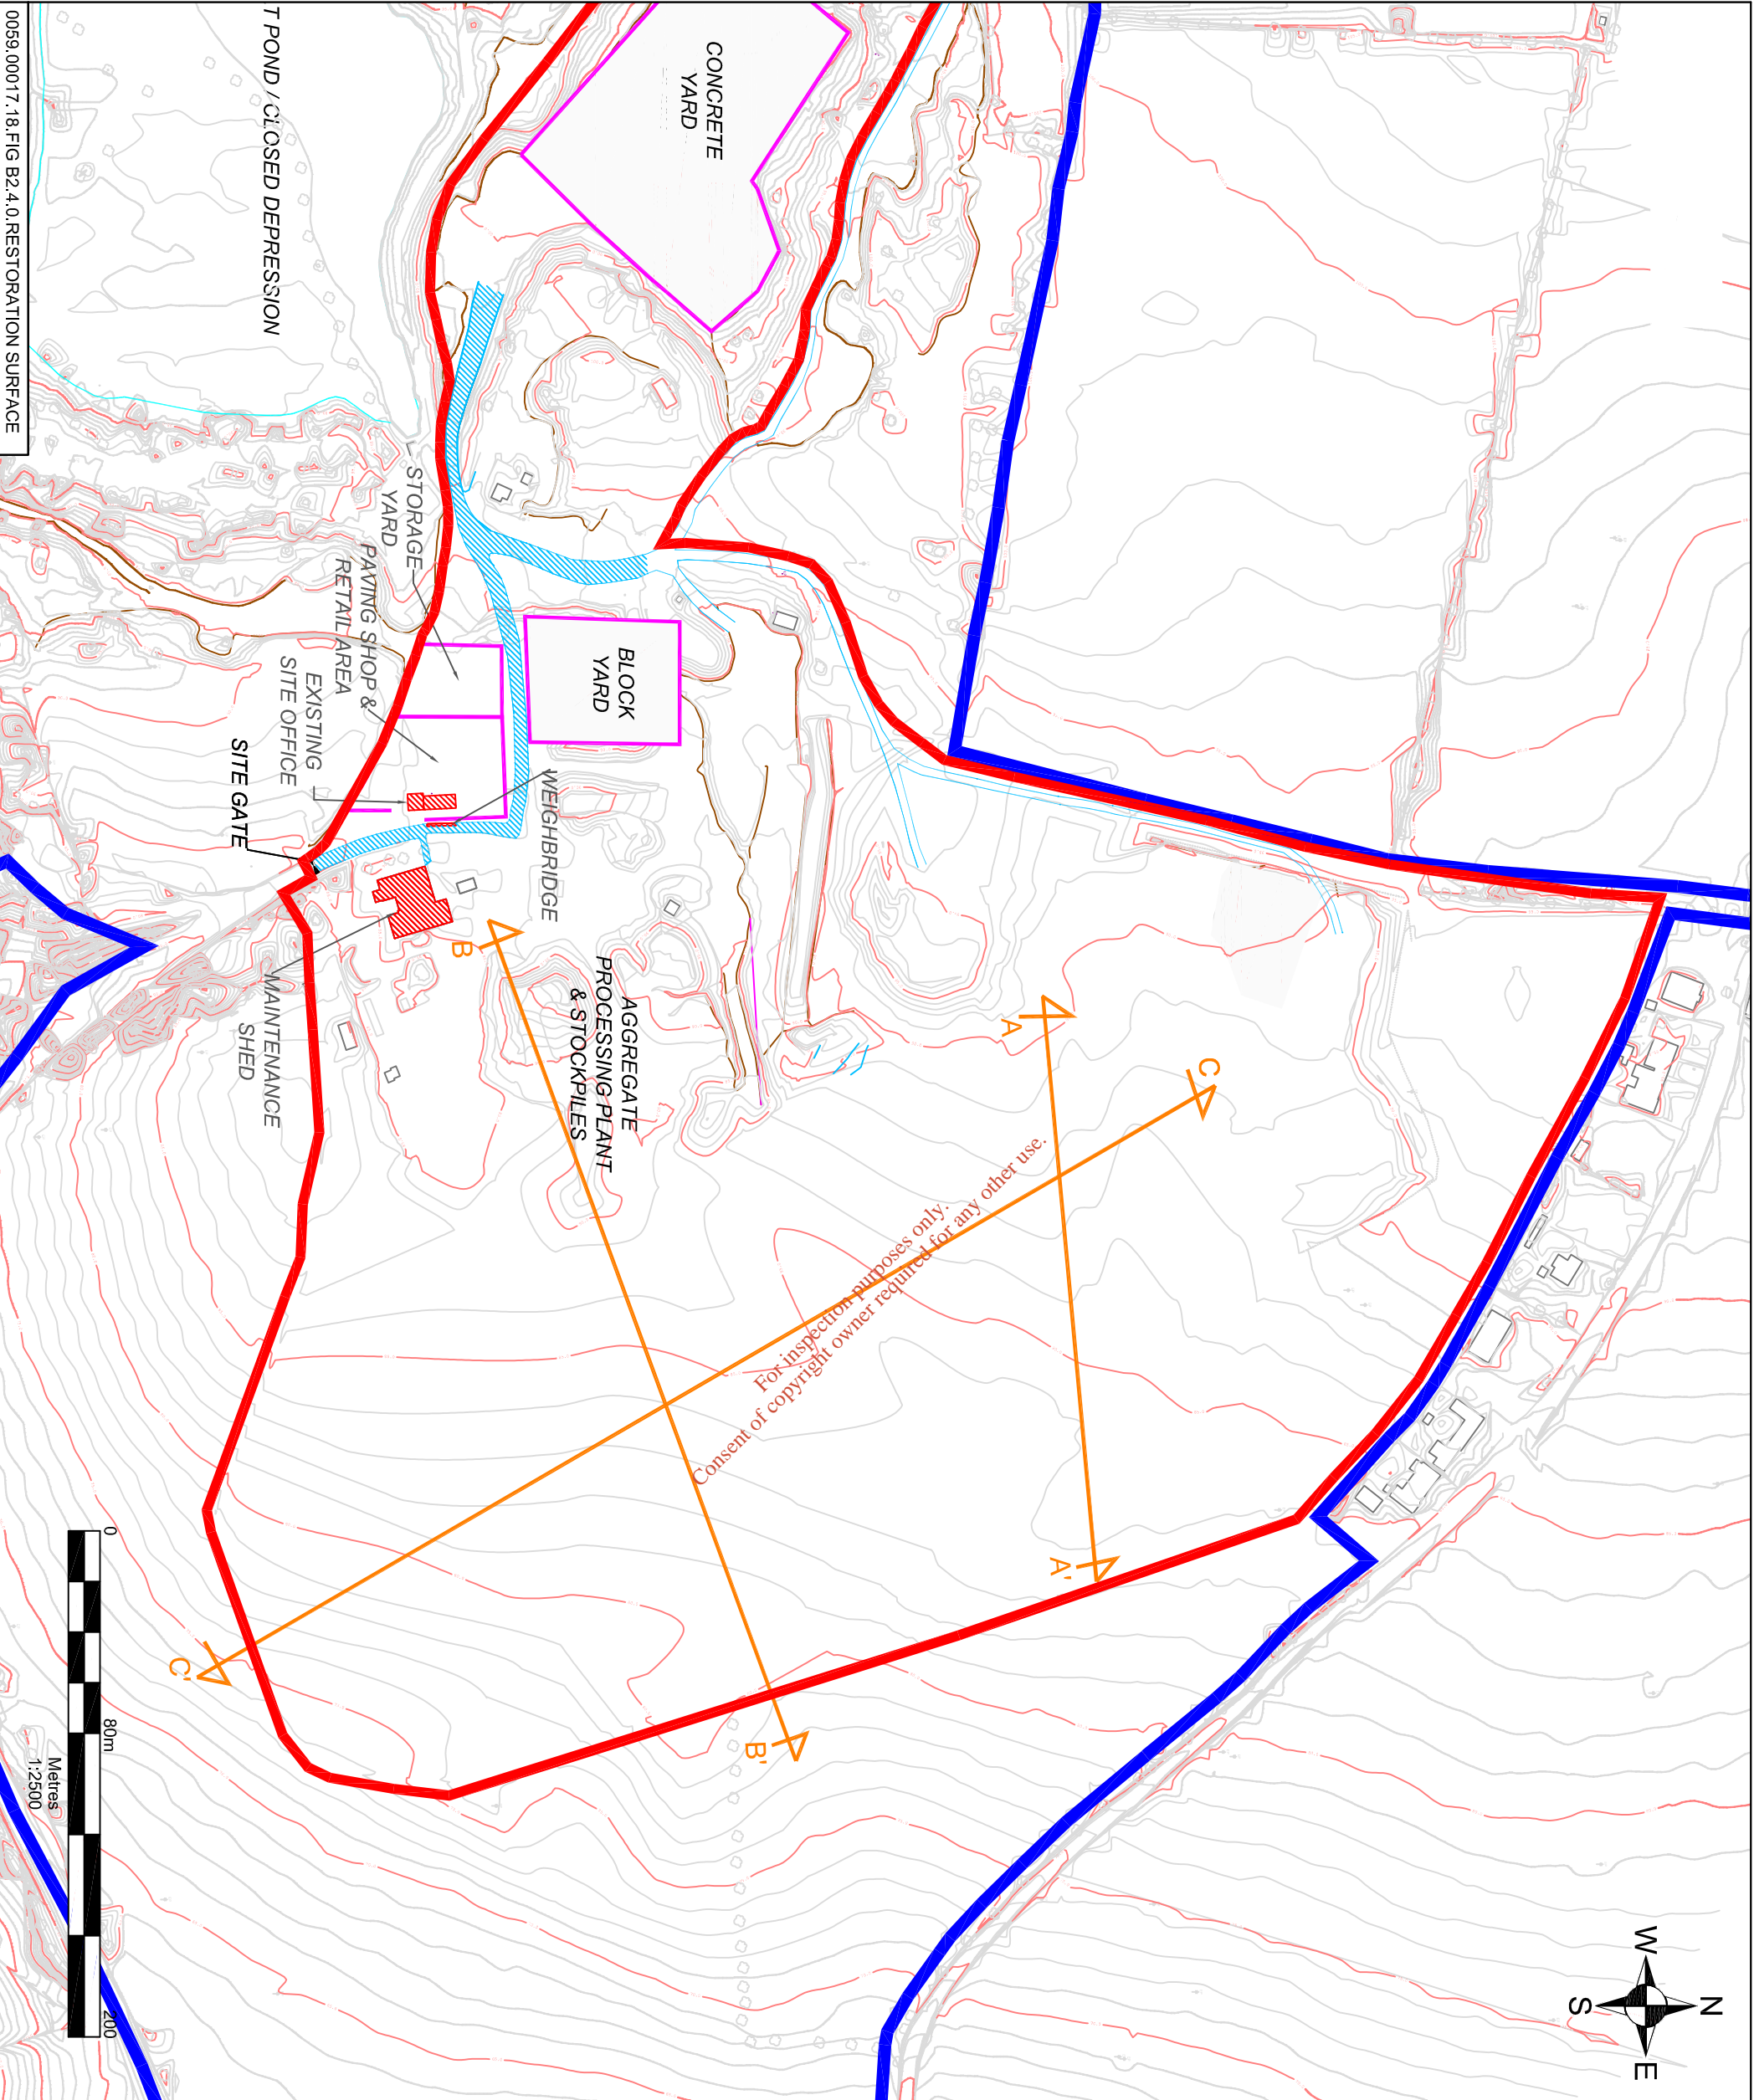 T POND / CLOSED DEPRESSION
CONCRETE
YARD
STORAGE
YARD
PAVING SHOP &
RETAIL AREA
EXISTING
SITE OFFICE
SITE GATE
BLOCK
YARD
WEIGHBRIDGE
MAINTENANCE
SHED
AGGREGATE
PROCESSING PLANT
& STOCKPILES
A
A'
B
B'
C
C'
For inspection purposes only.
Consent of copyright owner required for any other use.
N
W
E
S
0
80m
200
Metres
1:2500
0059.00017.18.FIG B2.4.0.RESTORATION SURFACE